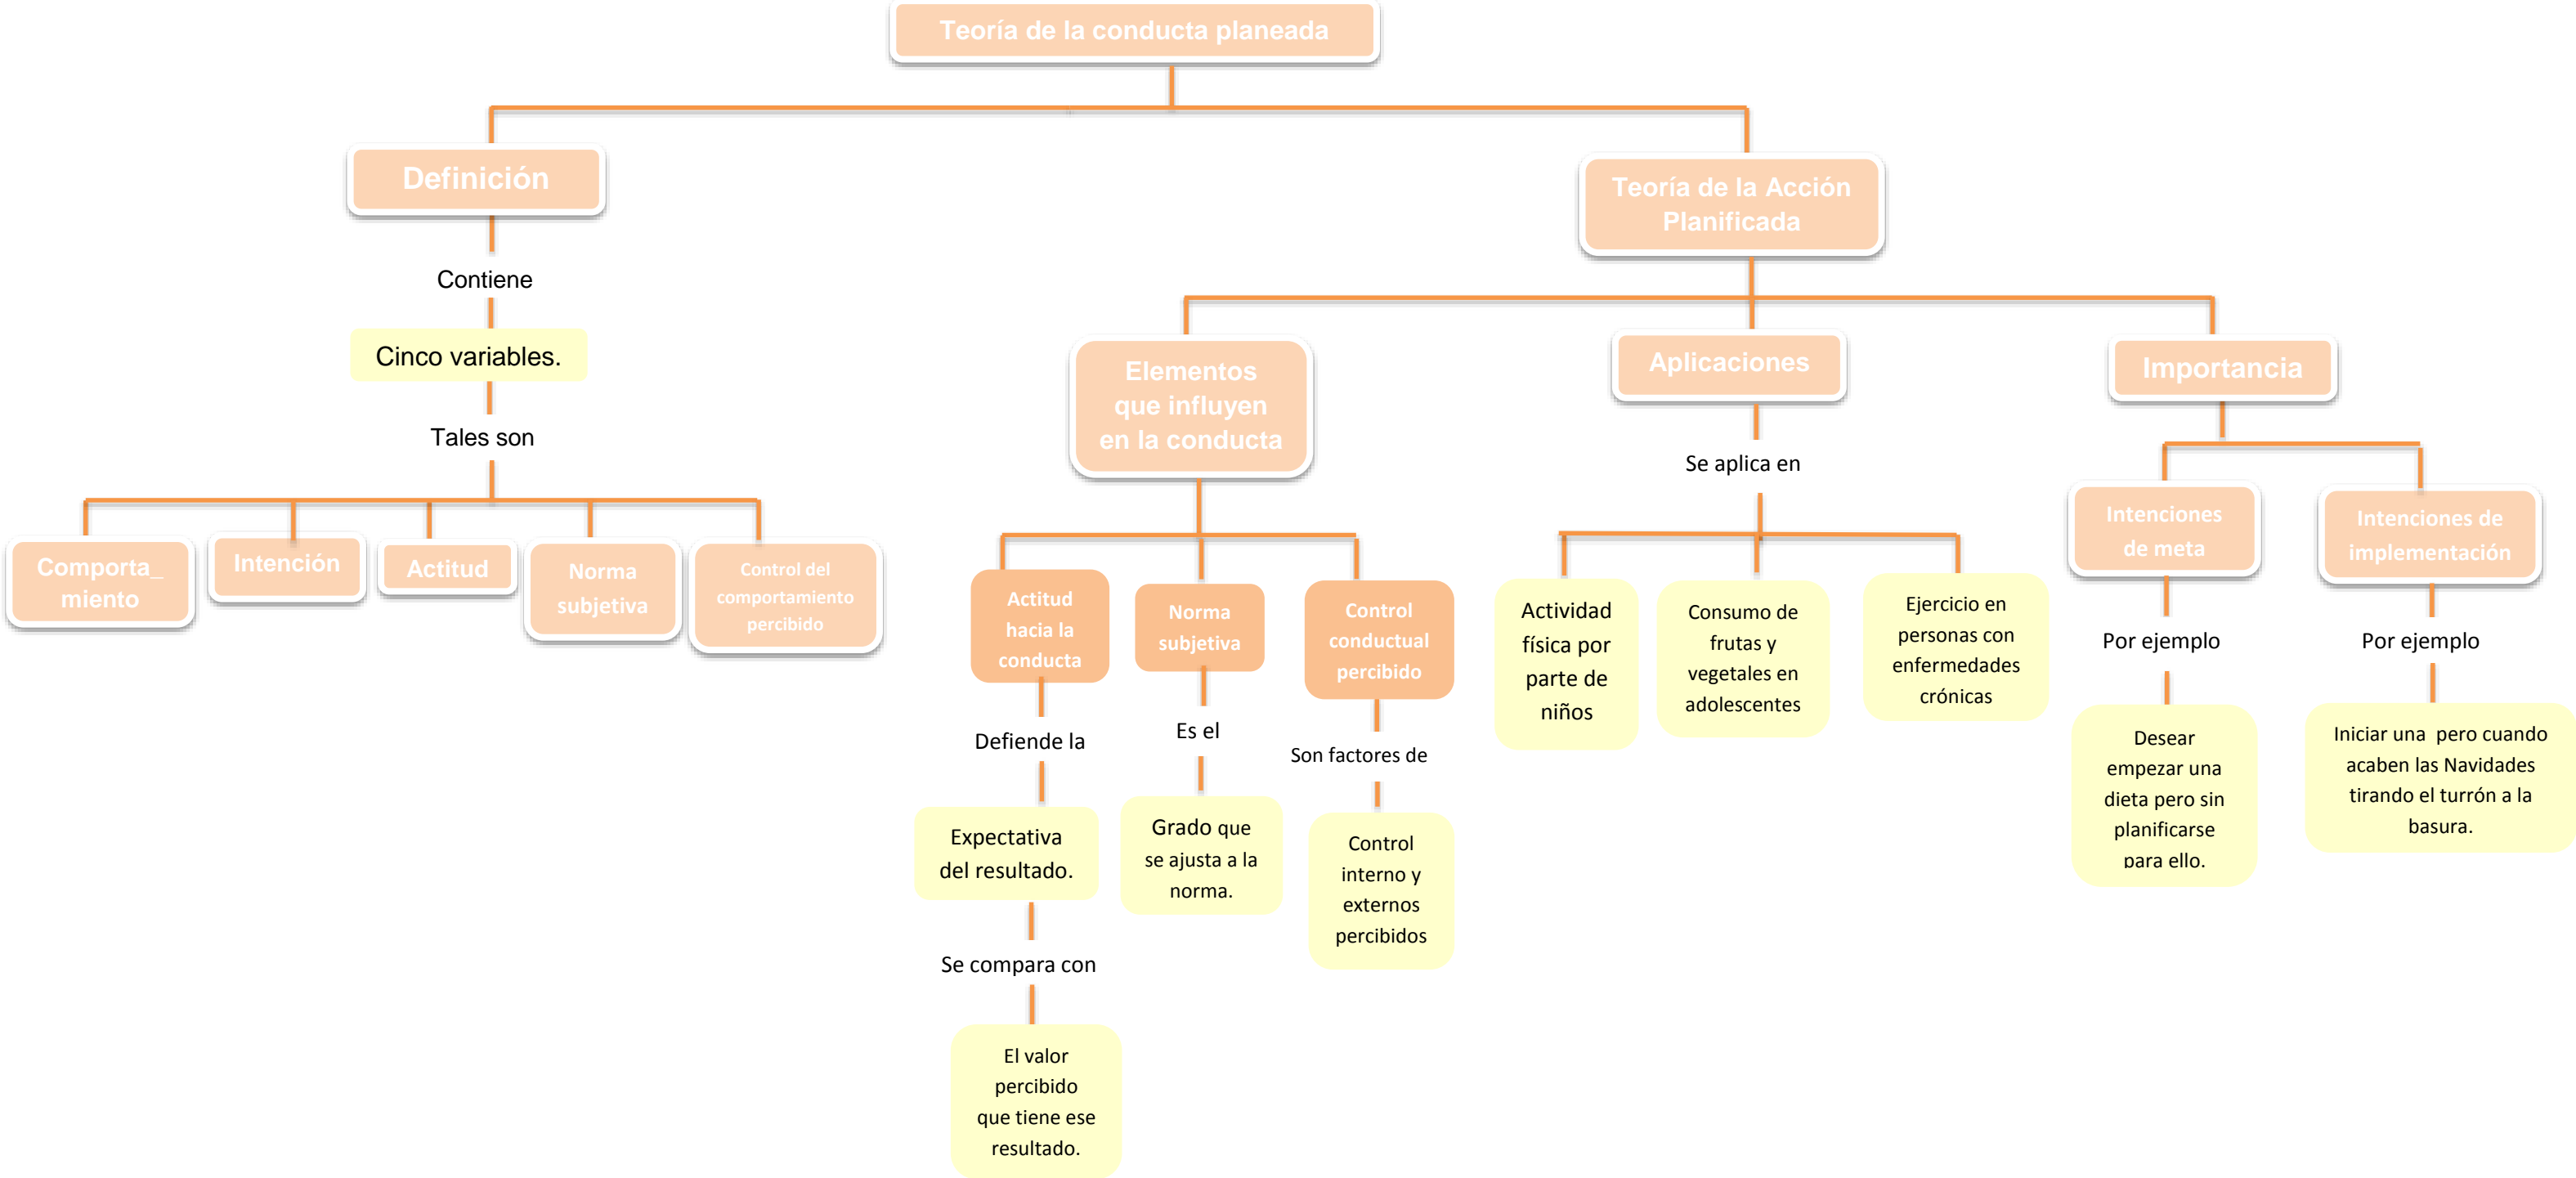 Teoría de la conducta planeada
Definición
Contiene
Cinco variables.
Tales son
Comporta_
miento
Intención
Actitud
Norma
subjetiva
Control del
comportamiento
percibido
Teoría de la Acción
Planificada
Elementos
que influyen
en la conducta
Actitud
hacia la
conducta
Defiende la
Expectativa
del resultado.
Se compara con
El valor
percibido
que tiene ese
resultado.
Norma
subjetiva
Es el
Grado que
se ajusta a la
norma.
Control
conductual
percibido
Son factores de
Control
interno y
externos
percibidos
Aplicaciones
Se aplica en
Actividad
física por
parte de
niños
Consumo de
frutas y
vegetales en
adolescentes
Ejercicio en
personas con
enfermedades
crónicas
Importancia
Intenciones
de meta
Por ejemplo
Desear
empezar una
dieta pero sin
planificarse
para ello.
Intenciones de
implementación
Por ejemplo
Iniciar una  pero cuando
acaben las Navidades
tirando el turrón a la
basura.